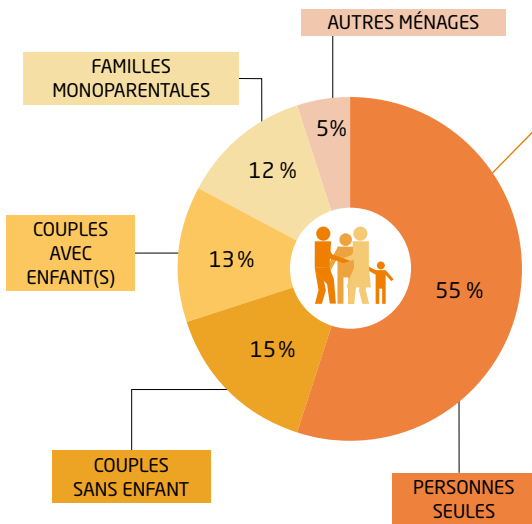 AUTRES MÉNAGES
FAMILLES
MONOPARENTALES
5%
12 %
COUPLES
AVEC
ENFANT(S)
13 %
55 %
15 %
COUPLES
SANS ENFANT
PERSONNES
SEULES